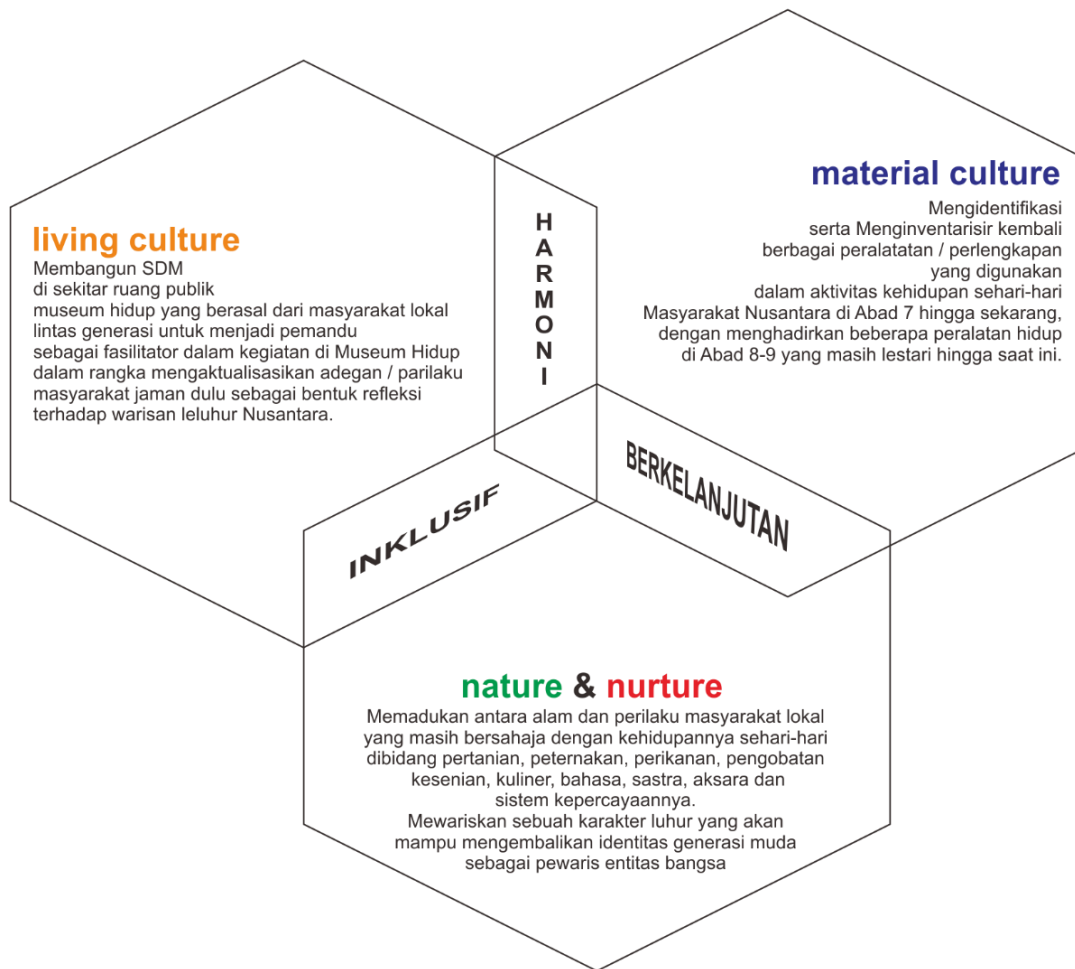 living culture
Membangun SDM
di sekitar ruang publik
museum hidup yang berasal dari masyarakat lokal
lintas generasi untuk menjadi pemandu
sebagai fasilitator dalam kegiatan di Museum Hidup
dalam rangka mengaktualisasikan adegan / parilaku
masyarakat jaman dulu sebagai bentuk refleksi
terhadap warisan leluhur Nusantara.
HARMONI
material culture
Mengidentifikasi
serta Menginventarisir kembali
berbagai peralatatan / perlengkapan
yang digunakan
dalam aktivitas kehidupan sehari-hari
Masyarakat Nusantara di Abad 7 hingga sekarang,
dengan menghadirkan beberapa peralatan hidup
di Abad 8-9 yang masih lestari hingga saat ini.
INKLUSIF
BERKELANJUTAN
nature & nurture
Memadukan antara alam dan perilaku masyarakat lokal
yang masih bersahaja dengan kehidupannya sehari-hari
dibidang pertanian, peternakan, perikanan, pengobatan
kesenian, kuliner, bahasa, sastra, aksara dan
sistem kepercayaannya.
Mewariskan sebuah karakter luhur yang akan
mampu mengembalikan identitas generasi muda
sebagai pewaris entitas bangsa